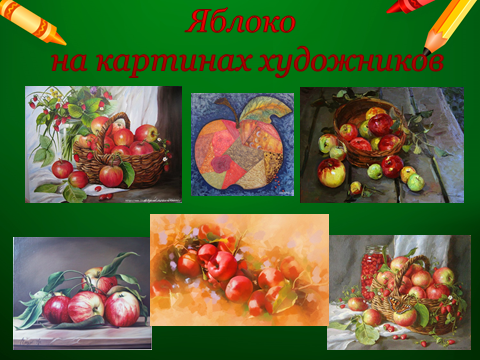 Яблоко
на картинах художников